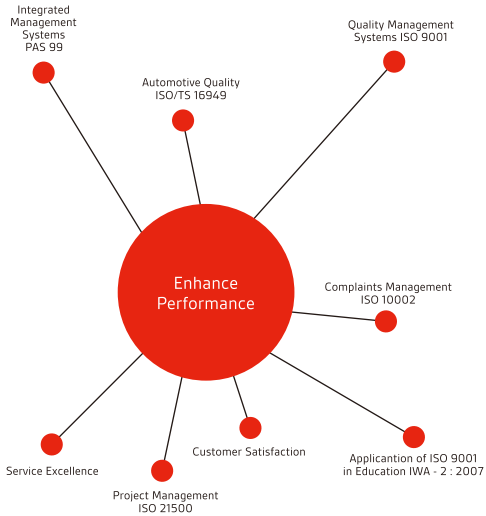 Integrated
Management
Systems
PAS 99
Quality Management
Systems ISO 9001
Automotive Quality
ISO/TS 16949
Enhance
Performance
Complaints Management
ISO 10002
Customer Satisfaction
Applicantion of ISO 9001
in Education IWA - 2 : 2007
Service Excellence
Project Management
ISO 21500